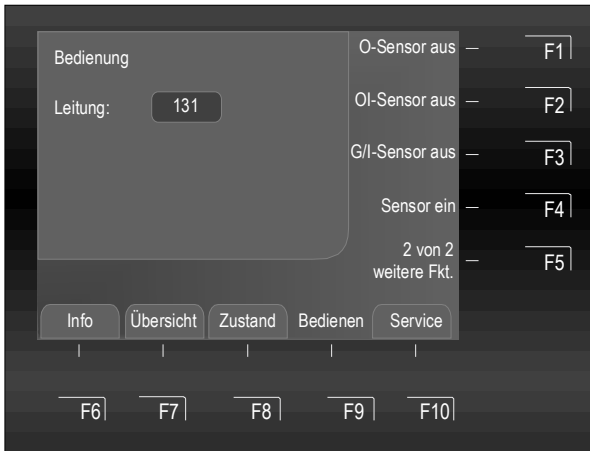 Bedienung
Leitung: 131
O-Sensor aus – F1
OI-Sensor aus – F2
G/I-Sensor aus – F3
Sensor ein – F4
2 von 2
weitere Fkt. – F5
Info Übersicht Zustand Bedienen Service
F6 F7 F8 F9 F10